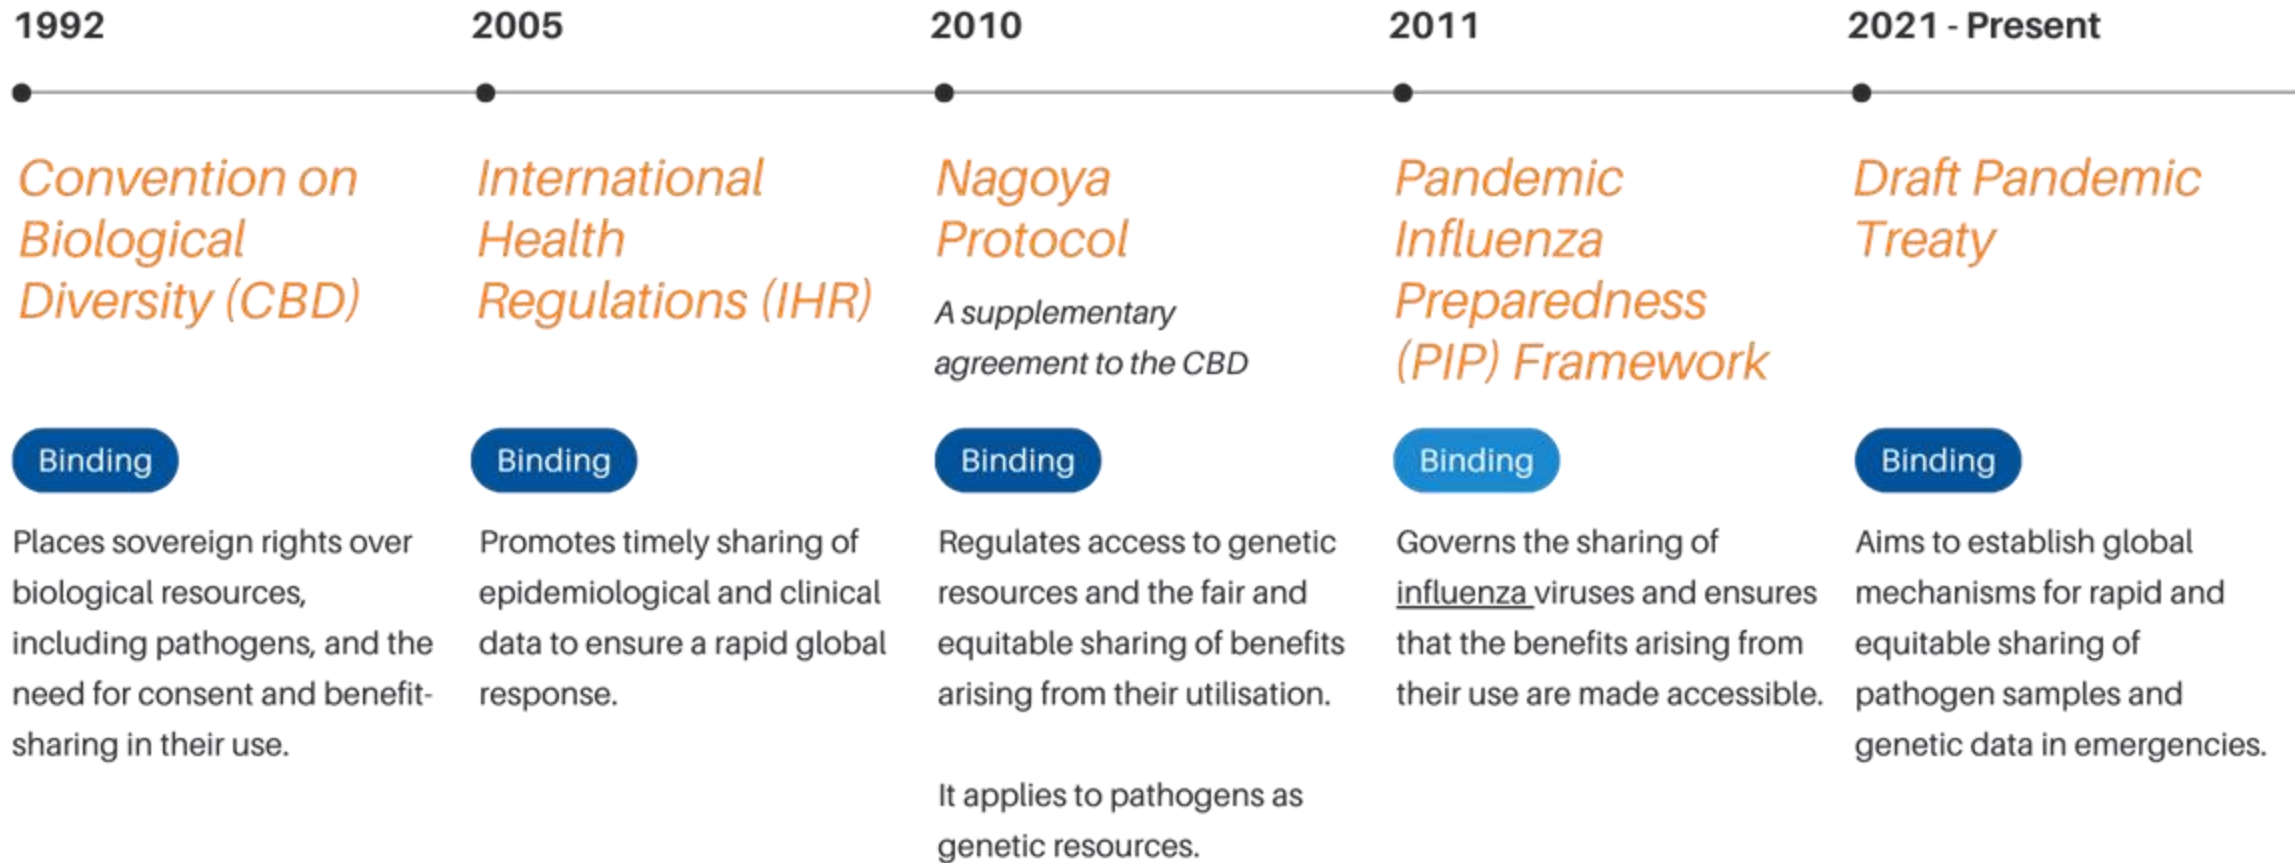 1992
2005
2010
2011
2021 - Present
Convention on
Biological
Diversity (CBD)
Binding
Places sovereign rights over
biological resources,
including pathogens, and the
need for consent and benefit-
sharing in their use.
International
Health
Regulations (IHR)
Binding
Promotes timely sharing of
epidemiological and clinical
data to ensure a rapid global
response.
Nagoya
Protocol
A supplementary
agreement to the CBD
Binding
Regulates access to genetic
resources and the fair and
equitable sharing of benefits
arising from their utilisation.
It applies to pathogens as
genetic resources.
Pandemic
Influenza
Preparedness
(PIP) Framework
Binding
Governs the sharing of
influenza viruses and ensures
that the benefits arising from
their use are made accessible.
Draft Pandemic
Treaty
Binding
Aims to establish global
mechanisms for rapid and
equitable sharing of
pathogen samples and
genetic data in emergencies.